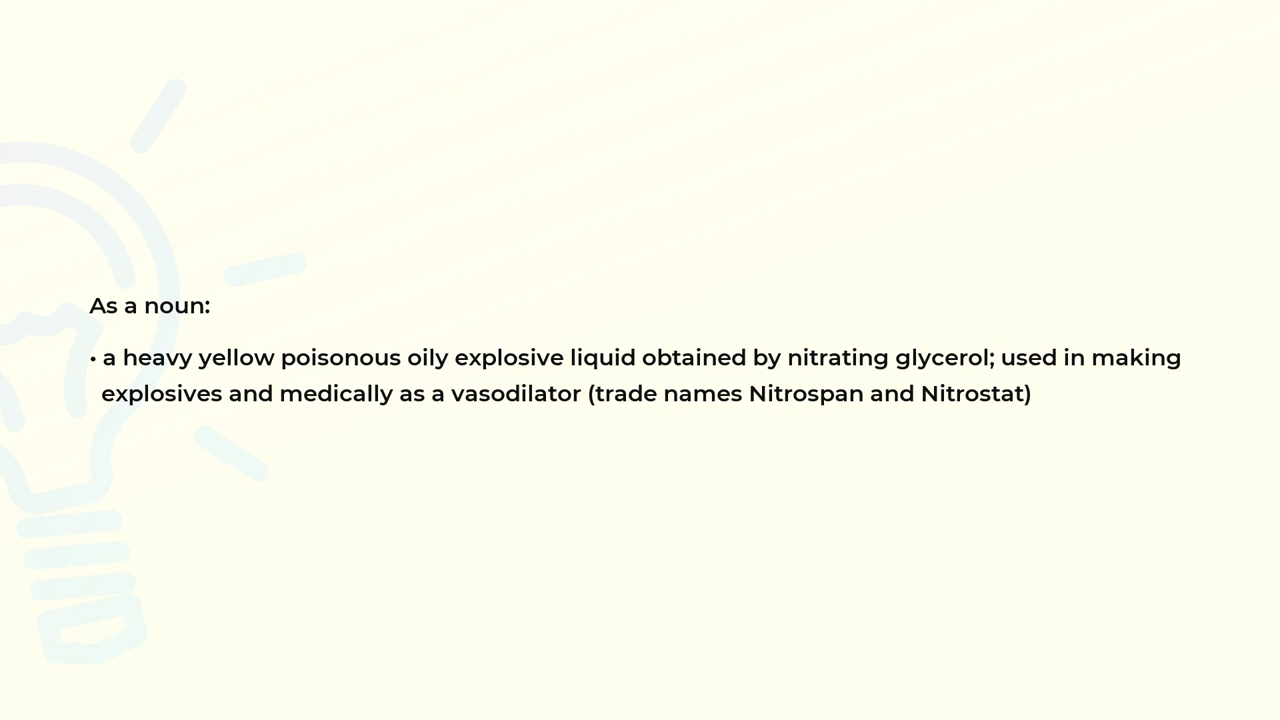 As a noun:
• a heavy yellow poisonous oily explosive liquid obtained by nitrating glycerol; used in making
explosives and medically as a vasodilator (trade names Nitrospan and Nitrostat)